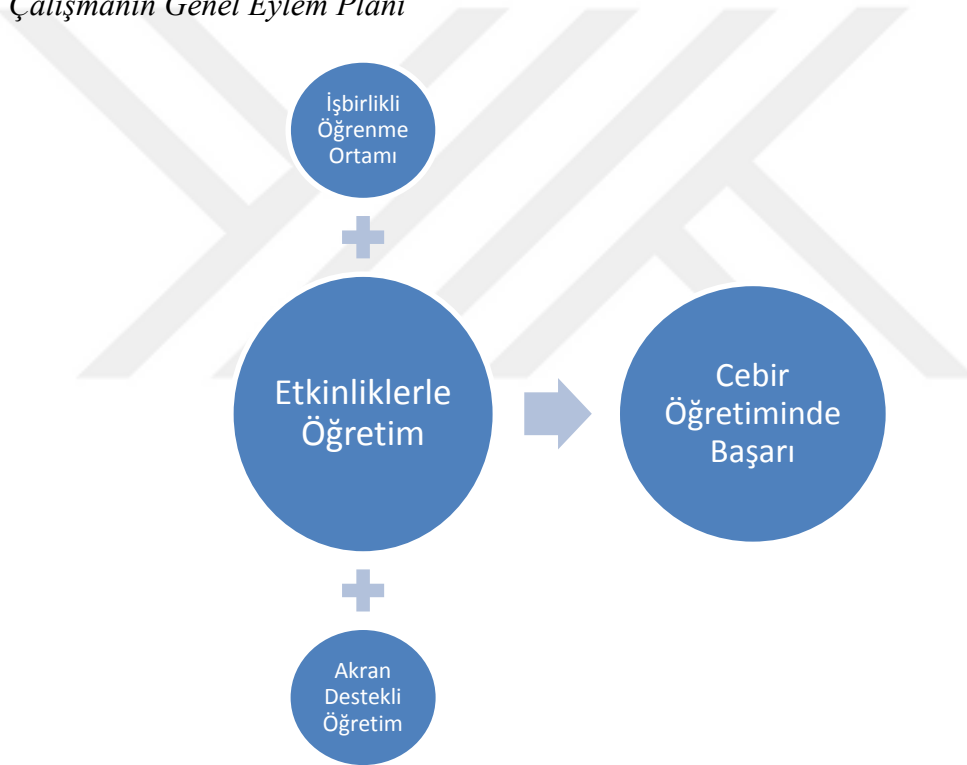 Çalışmanın Genel Eylem Planı
İşbirlikli
Öğrenme
Ortamı
Etkinliklerle
Öğretim
Cebir
Öğretiminde
Başarı
Akran
Destekli
Öğretim